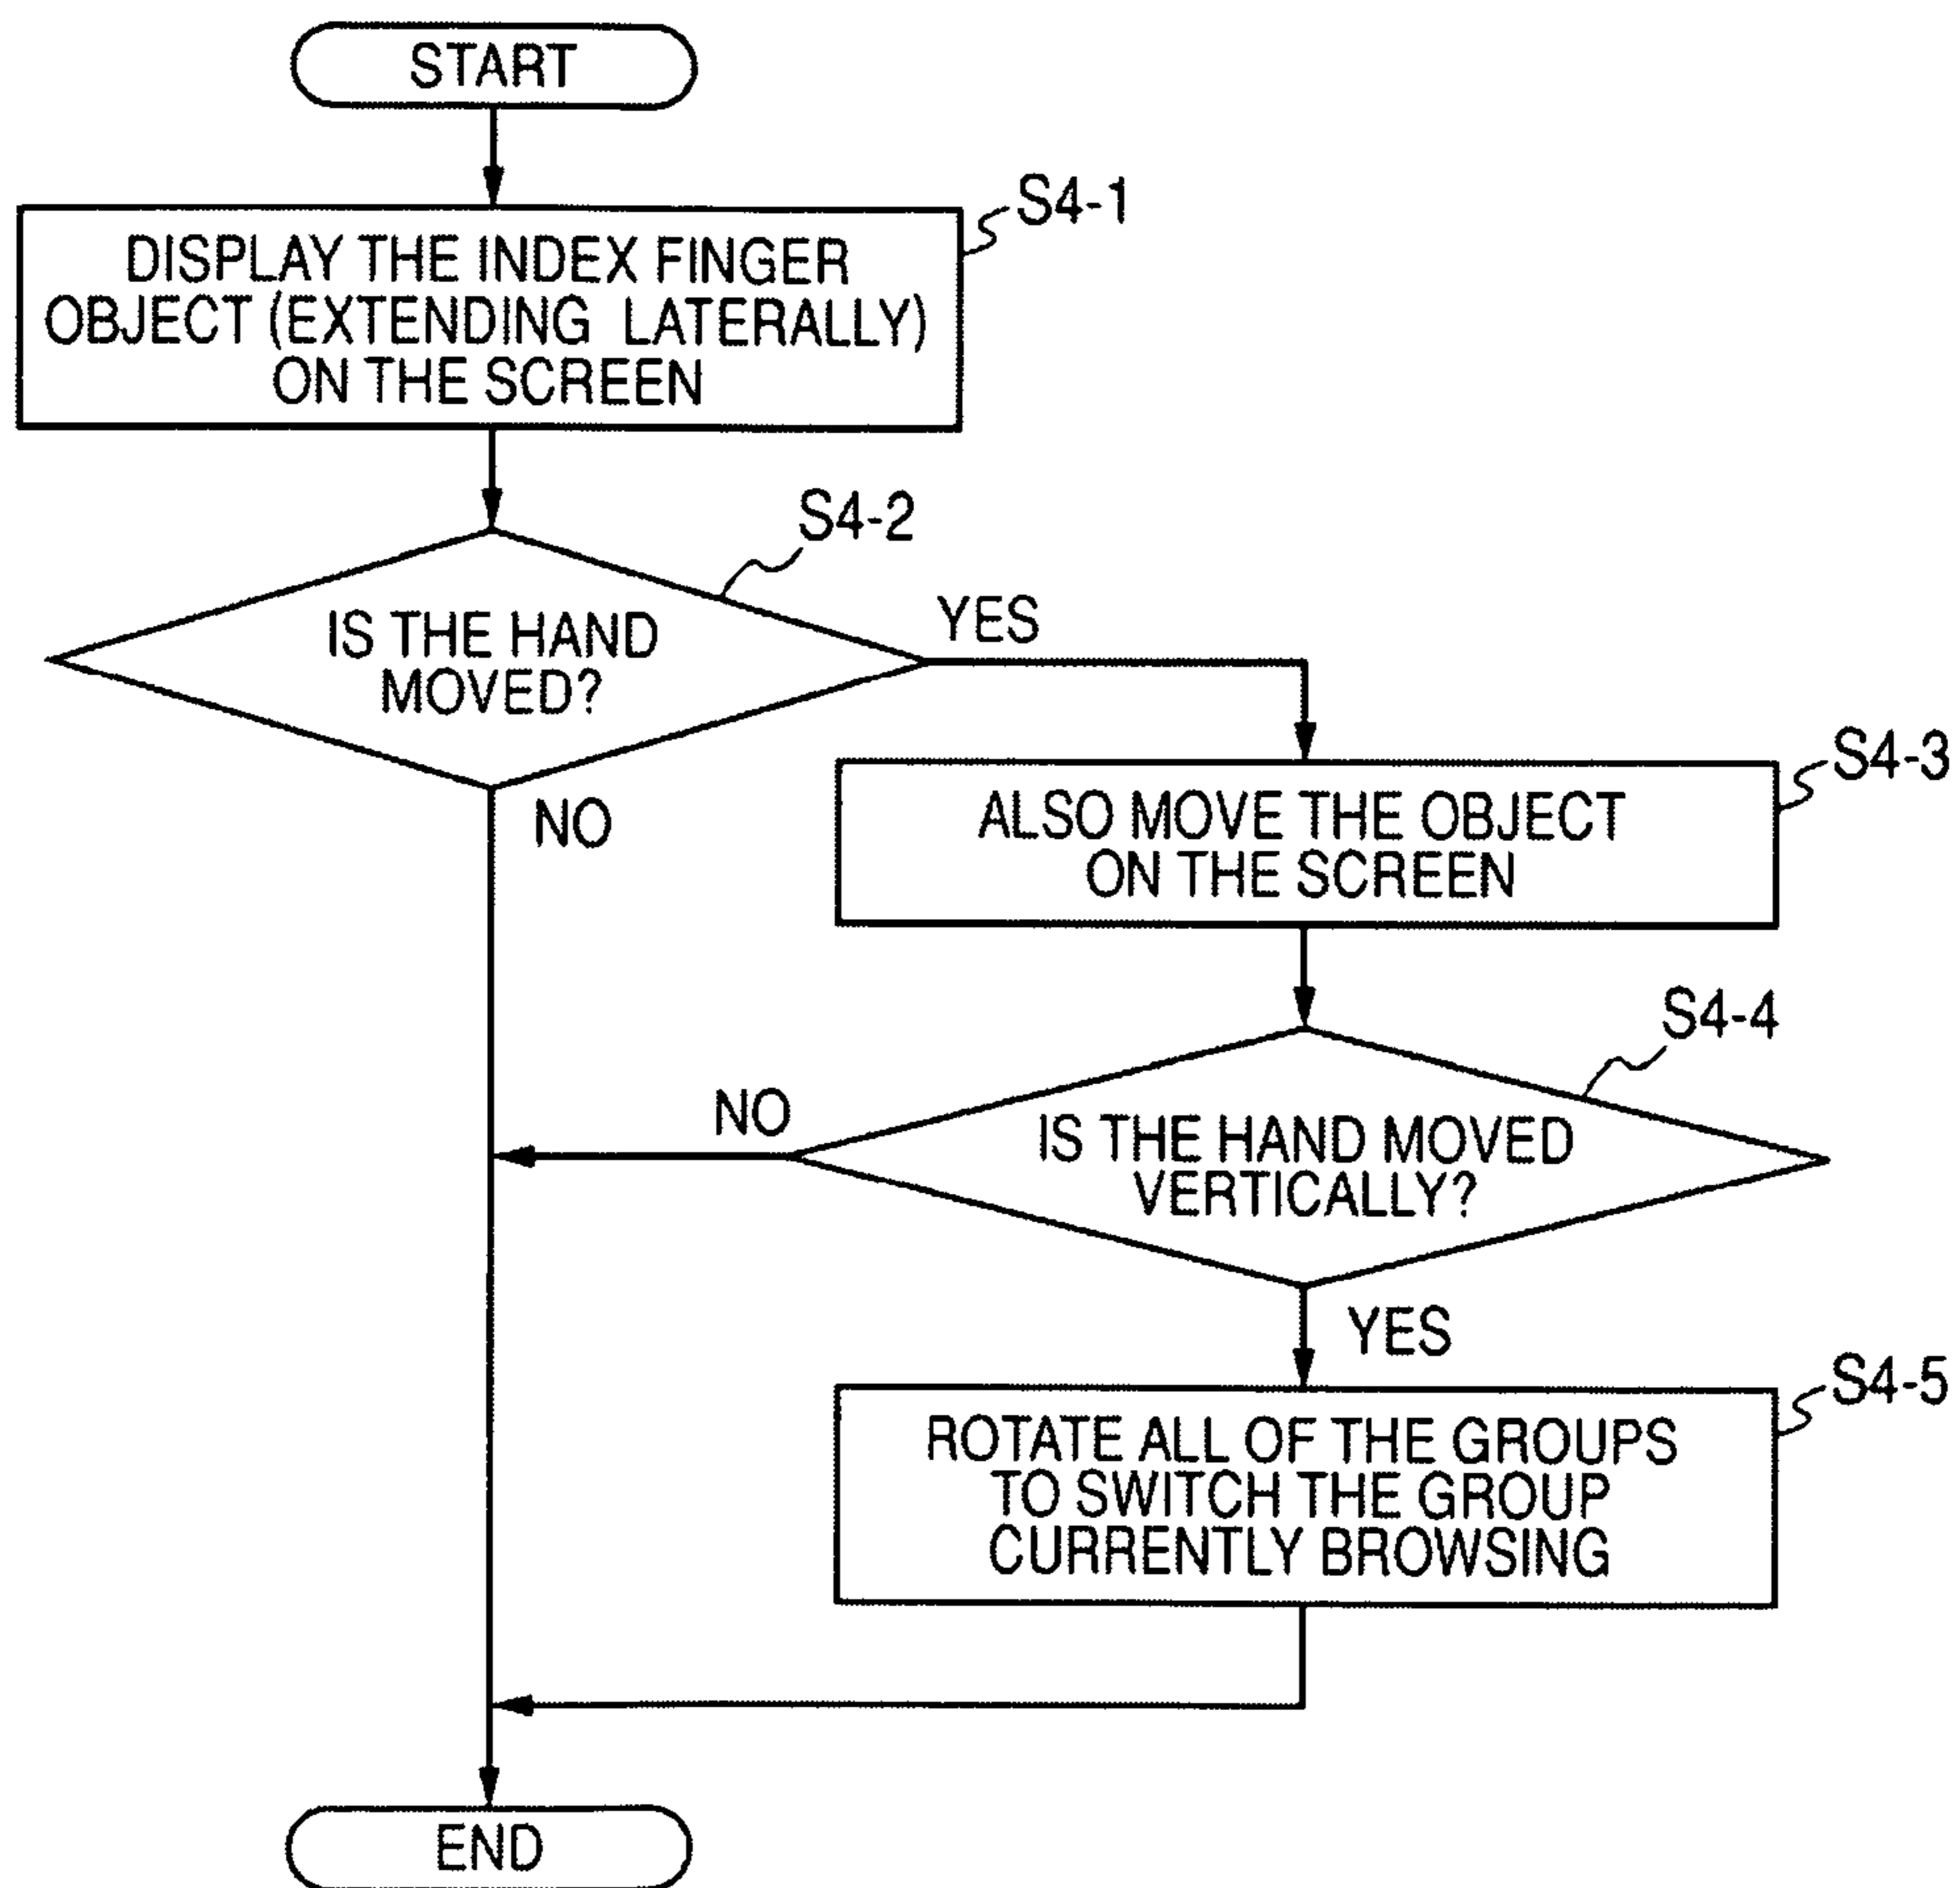 START
S4-1
DISPLAY THE INDEX FINGER
OBJECT (EXTENDING LATERALLY)
ON THE SCREEN
S4-2
IS THE HAND
MOVED?
YES
NO
S4-3
ALSO MOVE THE OBJECT
ON THE SCREEN
S4-4
IS THE HAND MOVED
VERTICALLY?
NO
YES
S4-5
ROTATE ALL OF THE GROUPS
TO SWITCH THE GROUP
CURRENTLY BROWSING
END